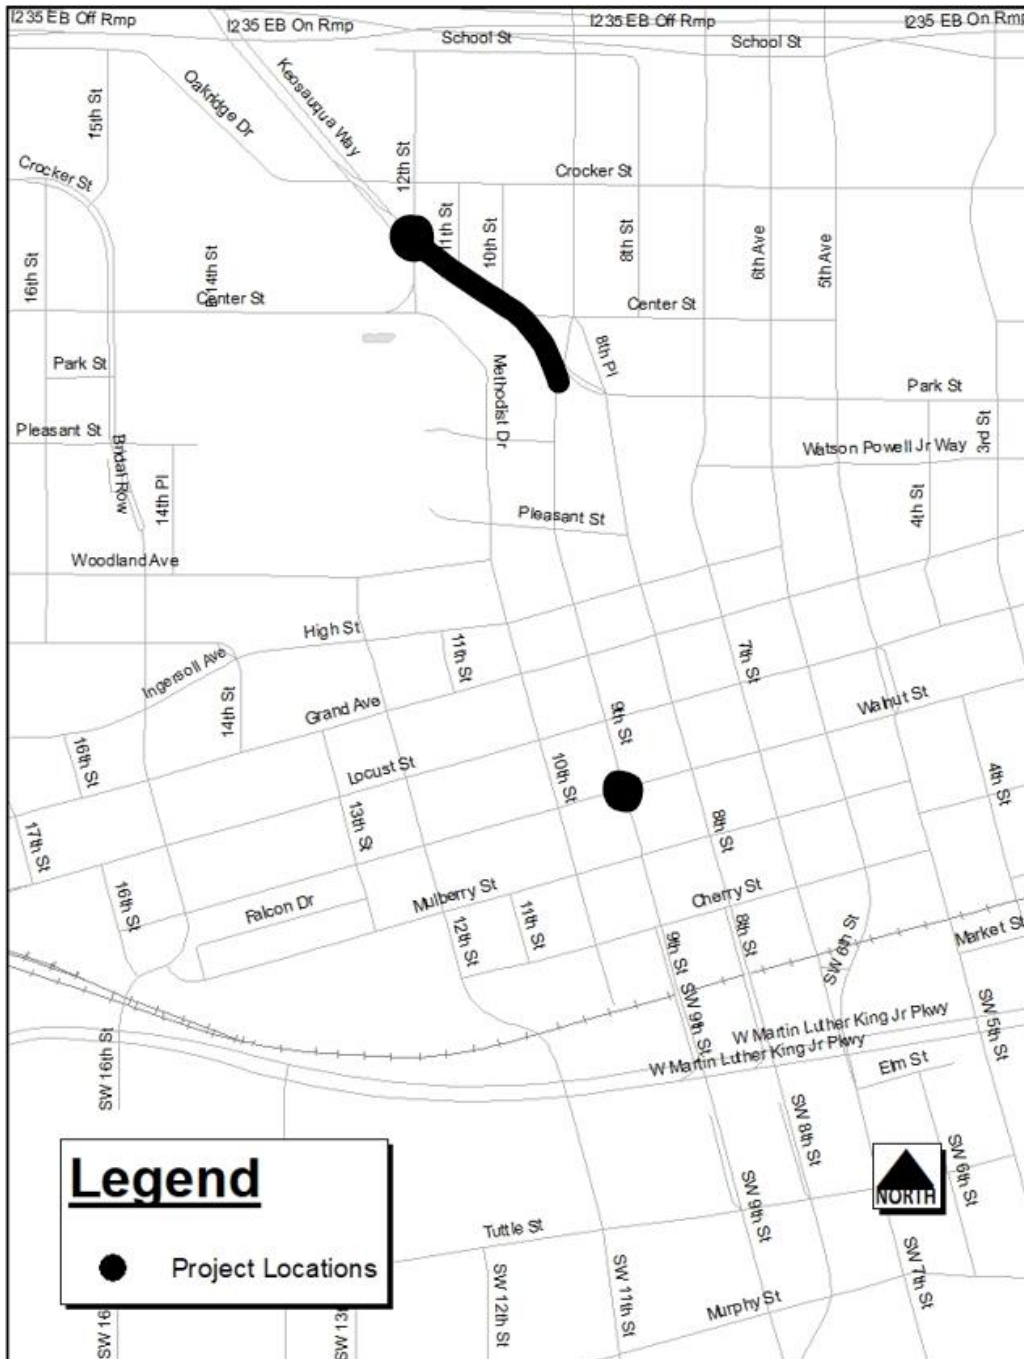 I235 EB Off Rmp
I235 EB On Rmp
I235 EB Off Rmp
I235 EB On Rmp
School St
School St
Keosauqua Way
Oakridge Dr
15th St
12th St
Crocker St
Crocker St
11th St
10th St
8th St
6th Ave
5th Ave
16th St
14th St
Center St
Center St
8th Pl
Park St
Methodist Dr
Park St
3rd St
Pleasant St
Bridal Row
Watson Powell Jr Way
14th Pl
4th St
Pleasant St
Woodland Ave
High St
11th St
7th St
Ingersoll Ave
14th St
Grand Ave
9th St
Walnut St
16th St
Locust St
10th St
4th St
17th St
13th St
8th St
16th St
Falcon Dr
Mulberry St
Cherry St
12th St
11th St
9th St
8th St
SW 6th St
Market St
SW 9th St
SW 5th St
W Martin Luther King Jr Pkwy
W Martin Luther King Jr Pkwy
SW 16th St
Elm St
SW 8th St
SW 6th St
NORTH
SW 9th St
Legend
Project Locations
Tuttle St
SW 12th St
SW 11th St
SW 7th St
Murphy St
SW 16
SW 13